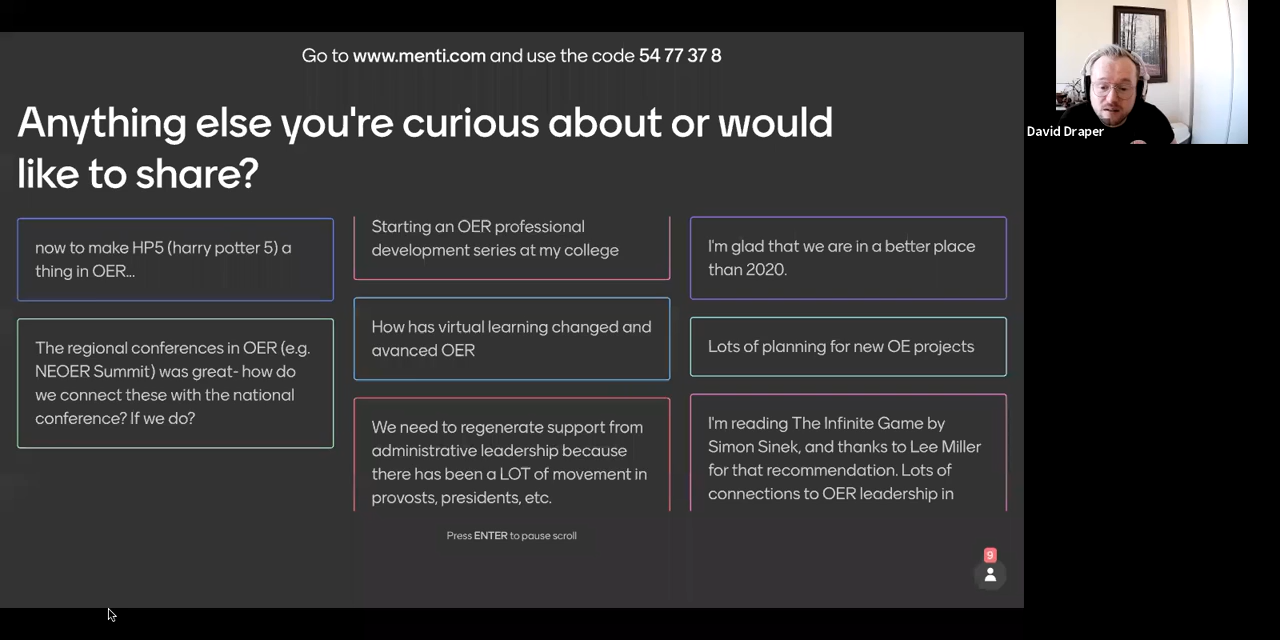 Go to www.menti.com and use the code 54 77 37 8
Anything else you're curious about or would
like to share?
now to make HP5 (harry potter 5) a
thing in OER...
The regional conferences in OER (e.g.
NEOER Summit) was great- how do
we connect these with the national
conference? If we do?
Starting an OER professional
development series at my college
How has virtual learning changed and
avanced OER
We need to regenerate support from
administrative leadership because
there has been a LOT of movement in
provosts, presidents, etc.
I'm glad that we are in a better place
than 2020.
Lots of planning for new OE projects
I'm reading The Infinite Game by
Simon Sinek, and thanks to Lee Miller
for that recommendation. Lots of
connections to OER leadership in
Press ENTER to pause scroll
9
David Draper